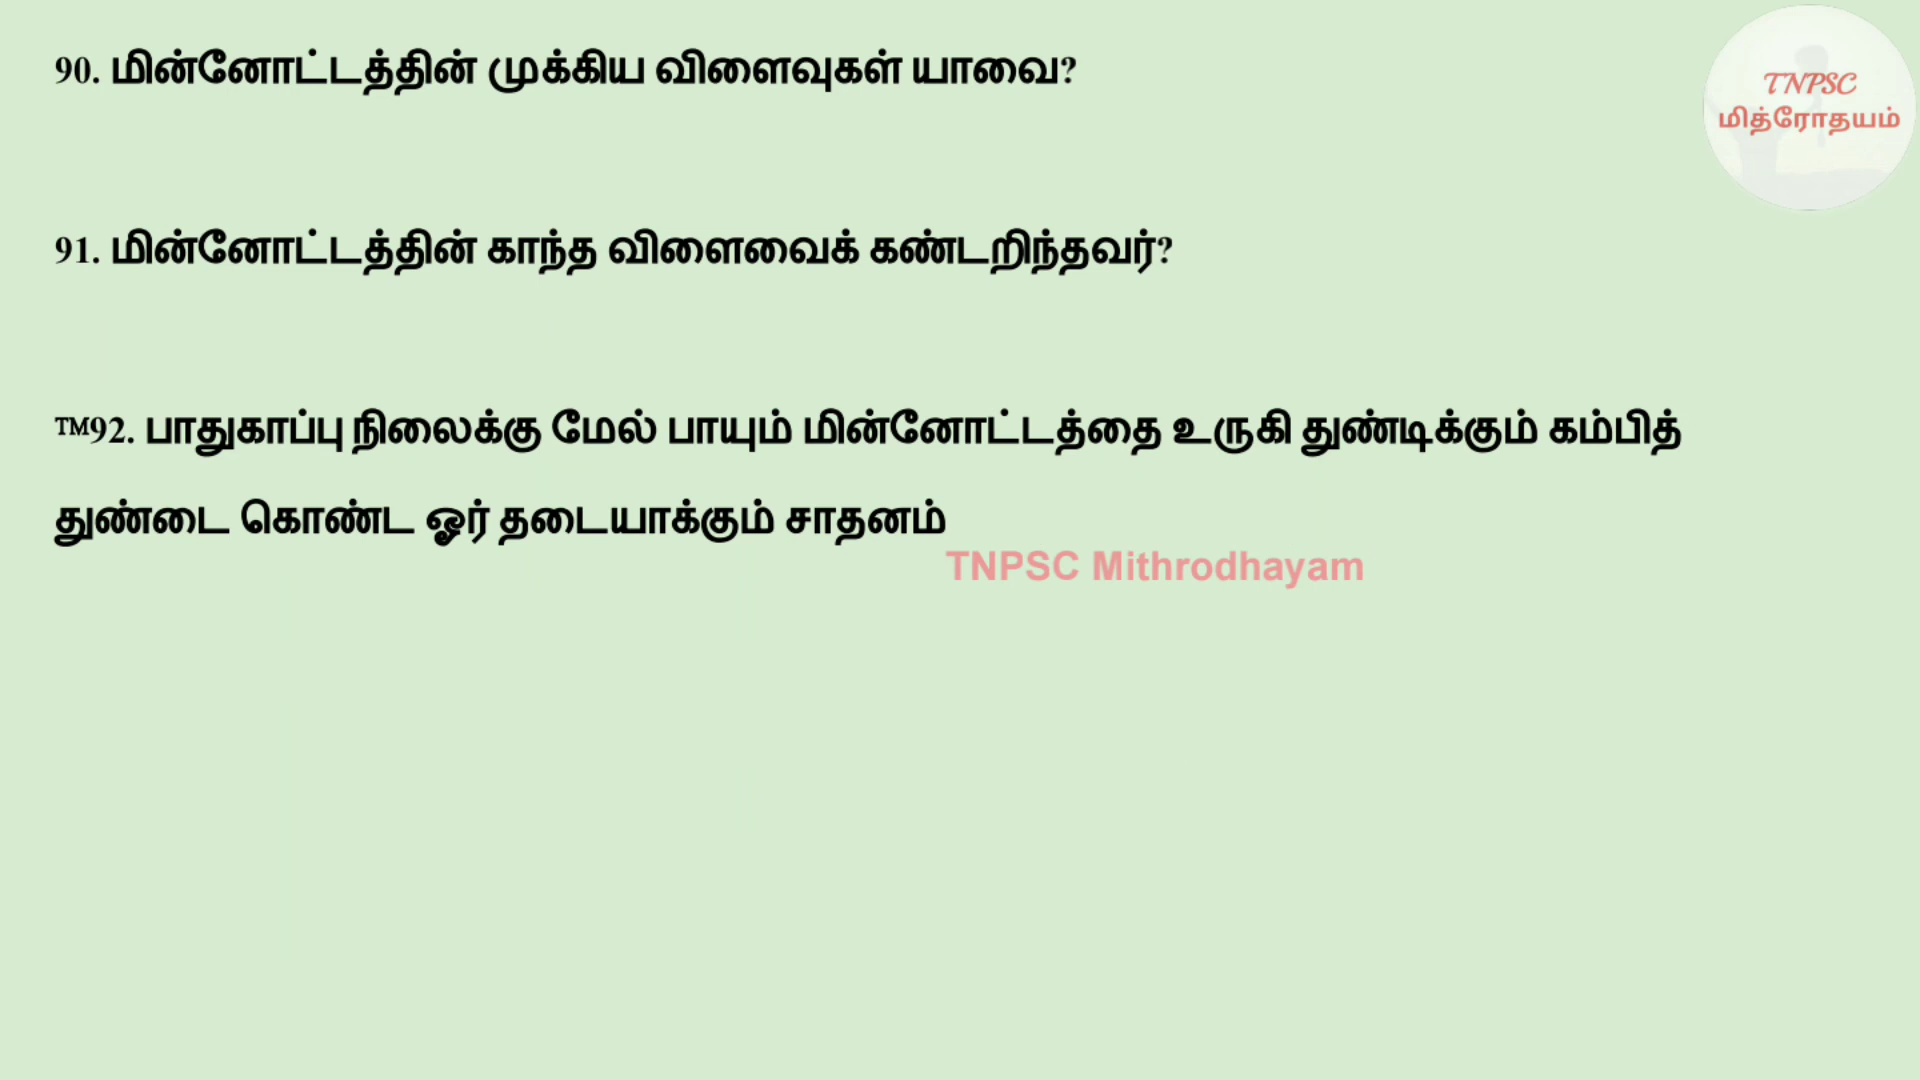 90. மின்னோட்டத்தின் முக்கிய விளைவுகள் யாவை?
TNPSC
மித்ரோதயம்
91. மின்னோட்டத்தின் காந்த விளைவைக் கண்டறிந்தவர்?
™92. பாதுகாப்பு நிலைக்கு மேல் பாயும் மின்னோட்டத்தை உருகி துண்டிக்கும் கம்பித்
துண்டை கொண்ட ஓர் தடையாக்கும் சாதனம்
TNPSC Mithrodhayam